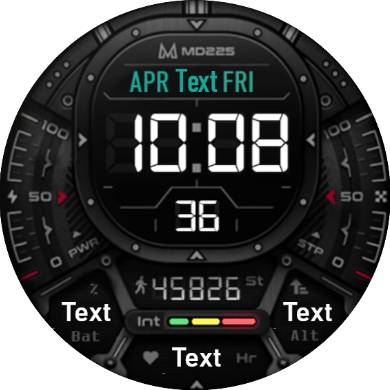 MD225
APR Text FRI
10:08
36
100
50
0
PWR
100
50
0
STP
45826 St
Int
Text
Bat
Text
Alt
Text
Hr